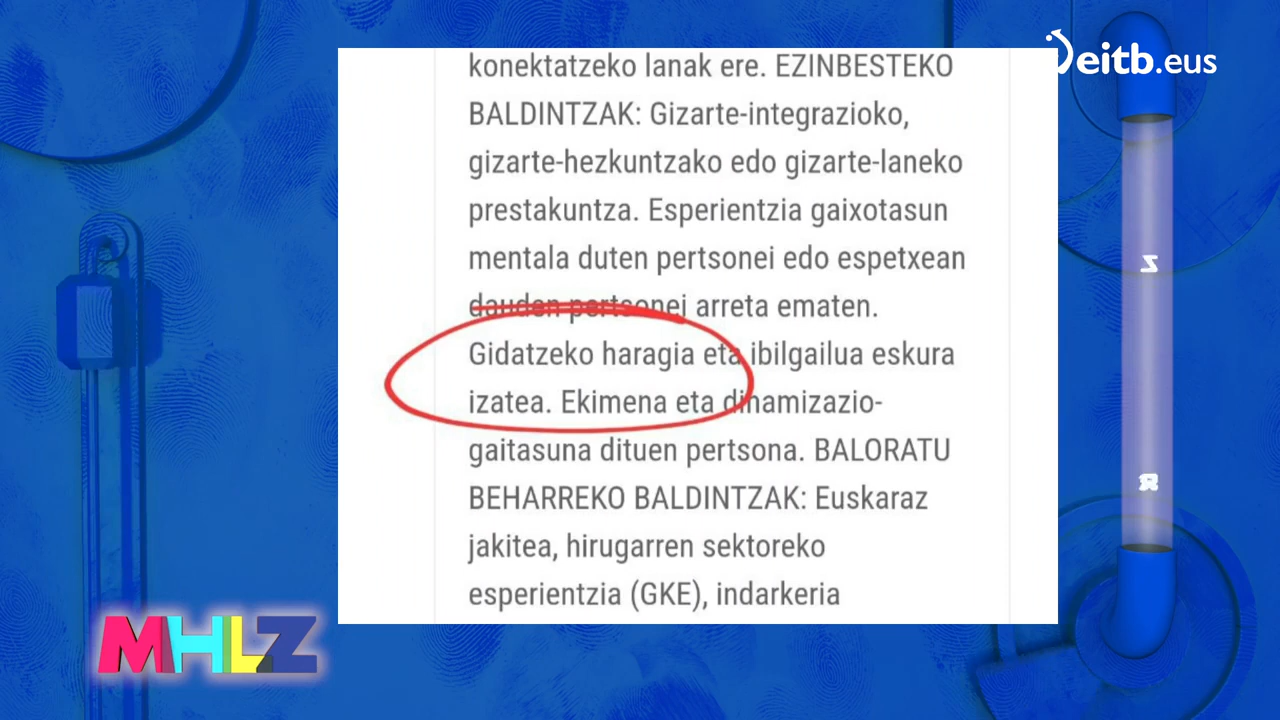 eitb.eus
konektatzeko lanak ere. EZINBESTEKO
BALDINTZAK: Gizarte-integrazioko,
gizarte-hezkuntzako edo gizarte-laneko
prestakuntza. Esperientzia gaixotasun
mentala duten pertsonei edo espetxean
dauden pertsonei arreta ematen.
Gidatzeko haragia eta ibilgailua eskura
izatea. Ekimena eta dinamizazio-
gaitasuna dituen pertsona. BALORATU
BEHARREKO BALDINTZAK: Euskaraz
jakitea, hirugarren sektoreko
esperientzia (GKE), indarkeria
MHLZ